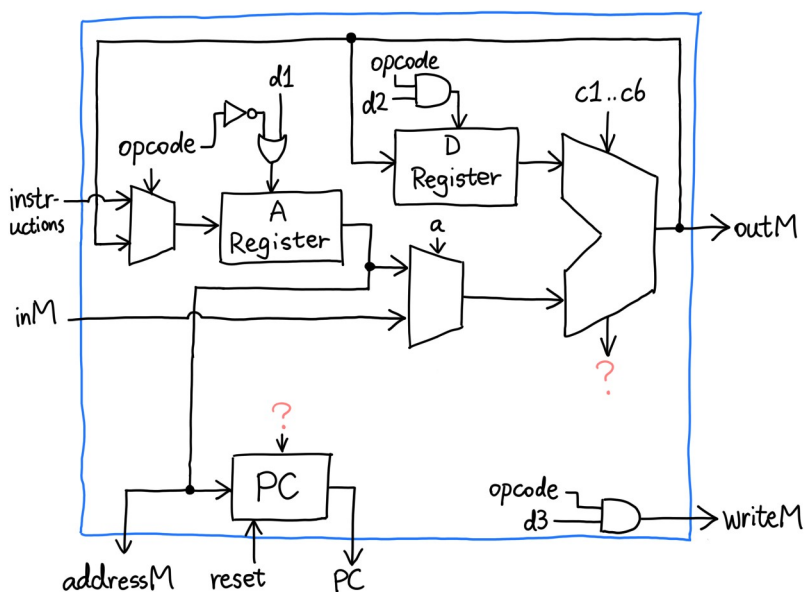 opcode
d2
d1
c1..c6
opcode
D
Register
instr-
uctions
A
Register
a
outM
inM
?
?
PC
opcode
d3
writeM
addressM
reset
PC